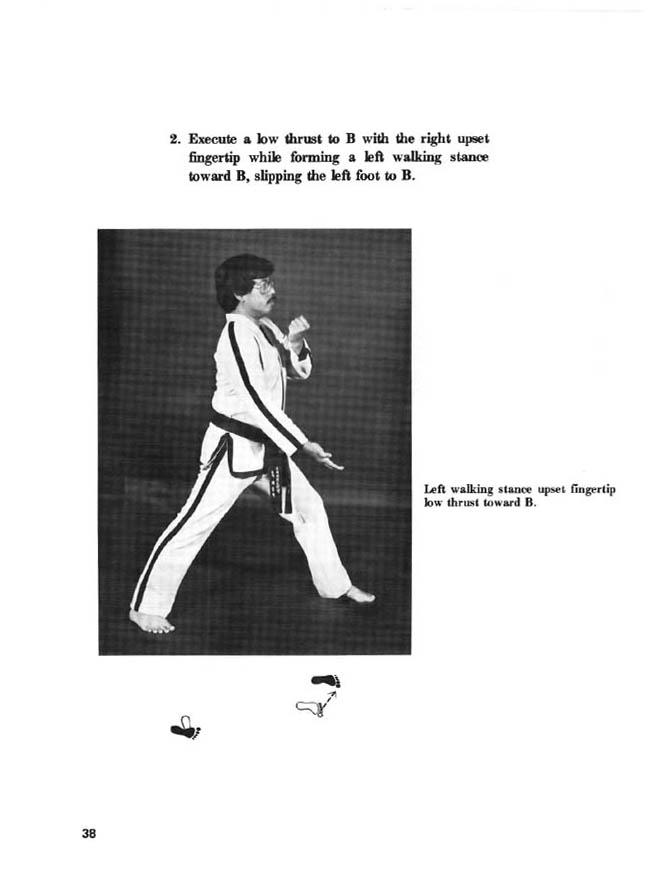 2. Execute a low thrust to B with the right upset
fingertip while forming a left walking stance
toward B, slipping the left foot to B.
Left walking stance upset fingertip
low thrust toward B.
38